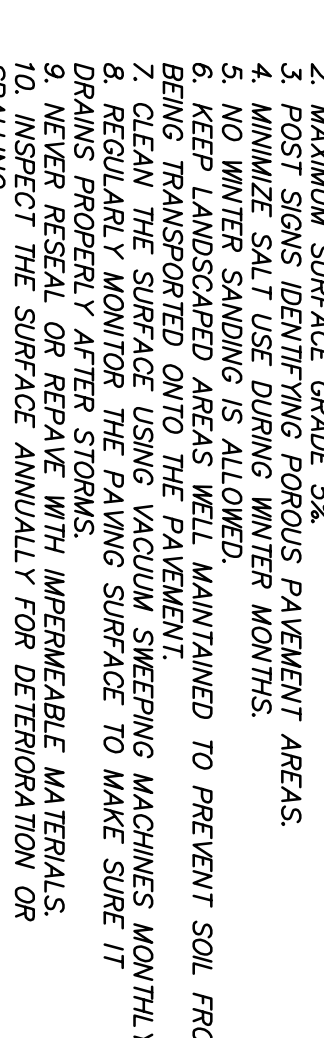 2. MAXIMUM SURFACE GRADE 5%.
3. POST SIGNS IDENTIFYING POROUS PAVEMENT AREAS.
4. MINIMIZE SALT USE DURING WINTER MONTHS.
5. NO WINTER SANDING IS ALLOWED.
6. KEEP LANDSCAPED AREAS WELL MAINTAINED TO PREVENT SOIL FRO
BEING TRANSPORTED ONTO THE PAVEMENT.
7. CLEAN THE SURFACE USING VACUUM SWEEPING MACHINES MONTHLY
8. REGULARLY MONITOR THE PAVING SURFACE TO MAKE SURE IT
DRAINS PROPERLY AFTER STORMS.
9. NEVER RESEAL OR REPAVE WITH IMPERMEABLE MATERIALS.
10. INSPECT THE SURFACE ANNUALLY FOR DETERIORATION OR